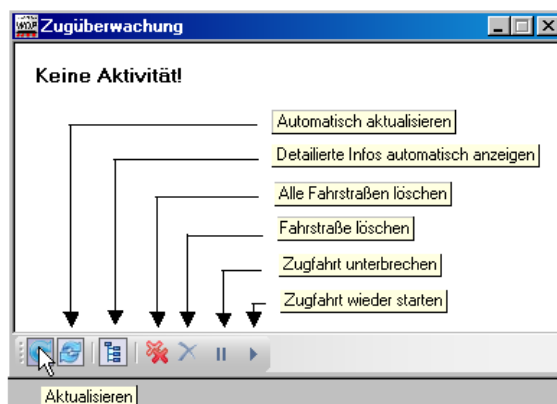 Zugüberwachung
Keine Aktivität!
Automatisch aktualisieren
Detailierte Infos automatisch anzeigen
Alle Fahrstraßen löschen
Fahrstraße löschen
Zugfahrt unterbrechen
Zugfahrt wieder starten
Aktualisieren